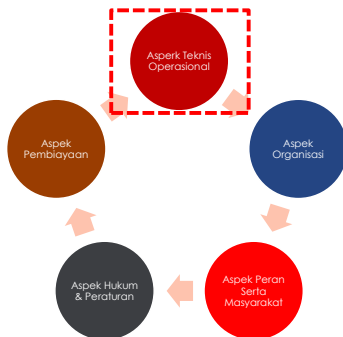 Asperk Teknis
Operasional
Aspek
Organisasi
Aspek Peran
Serta
Masyarakat
Aspek Hukum
& Peraturan
Aspek
Pembiayaan